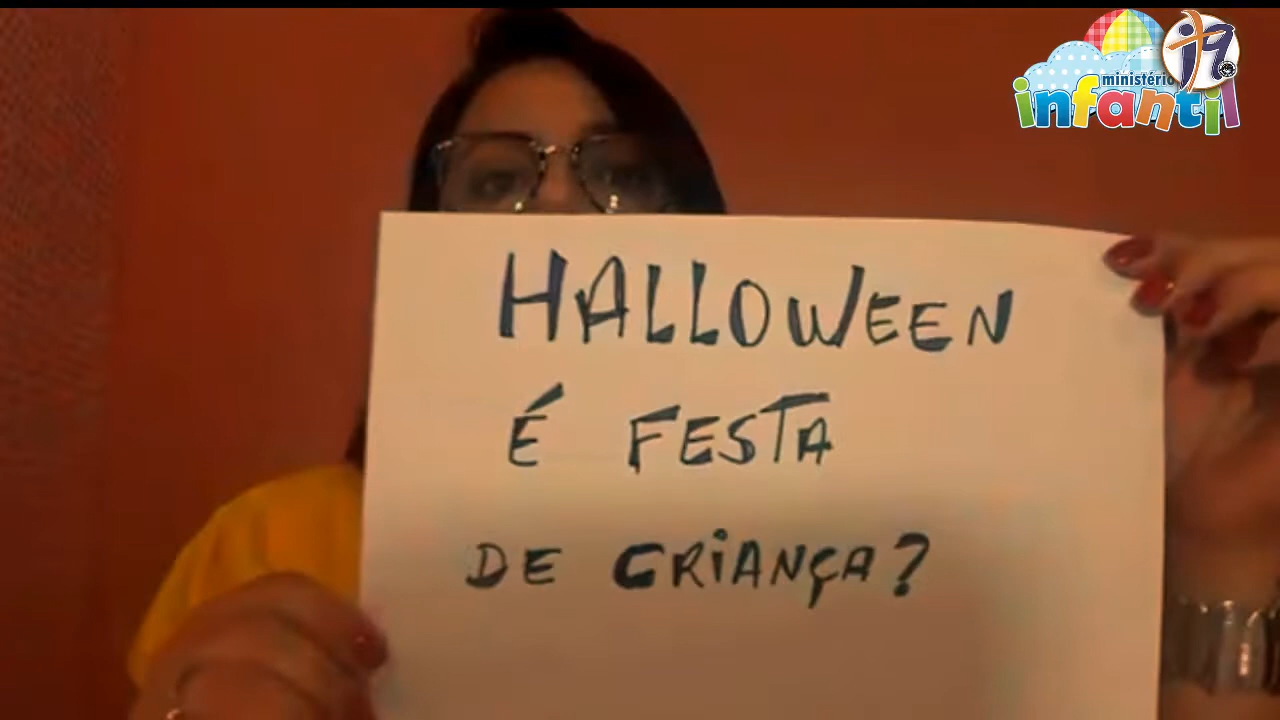 ministério
infantil
HALLOWEEN
É FESTA
DE CRIANÇA?